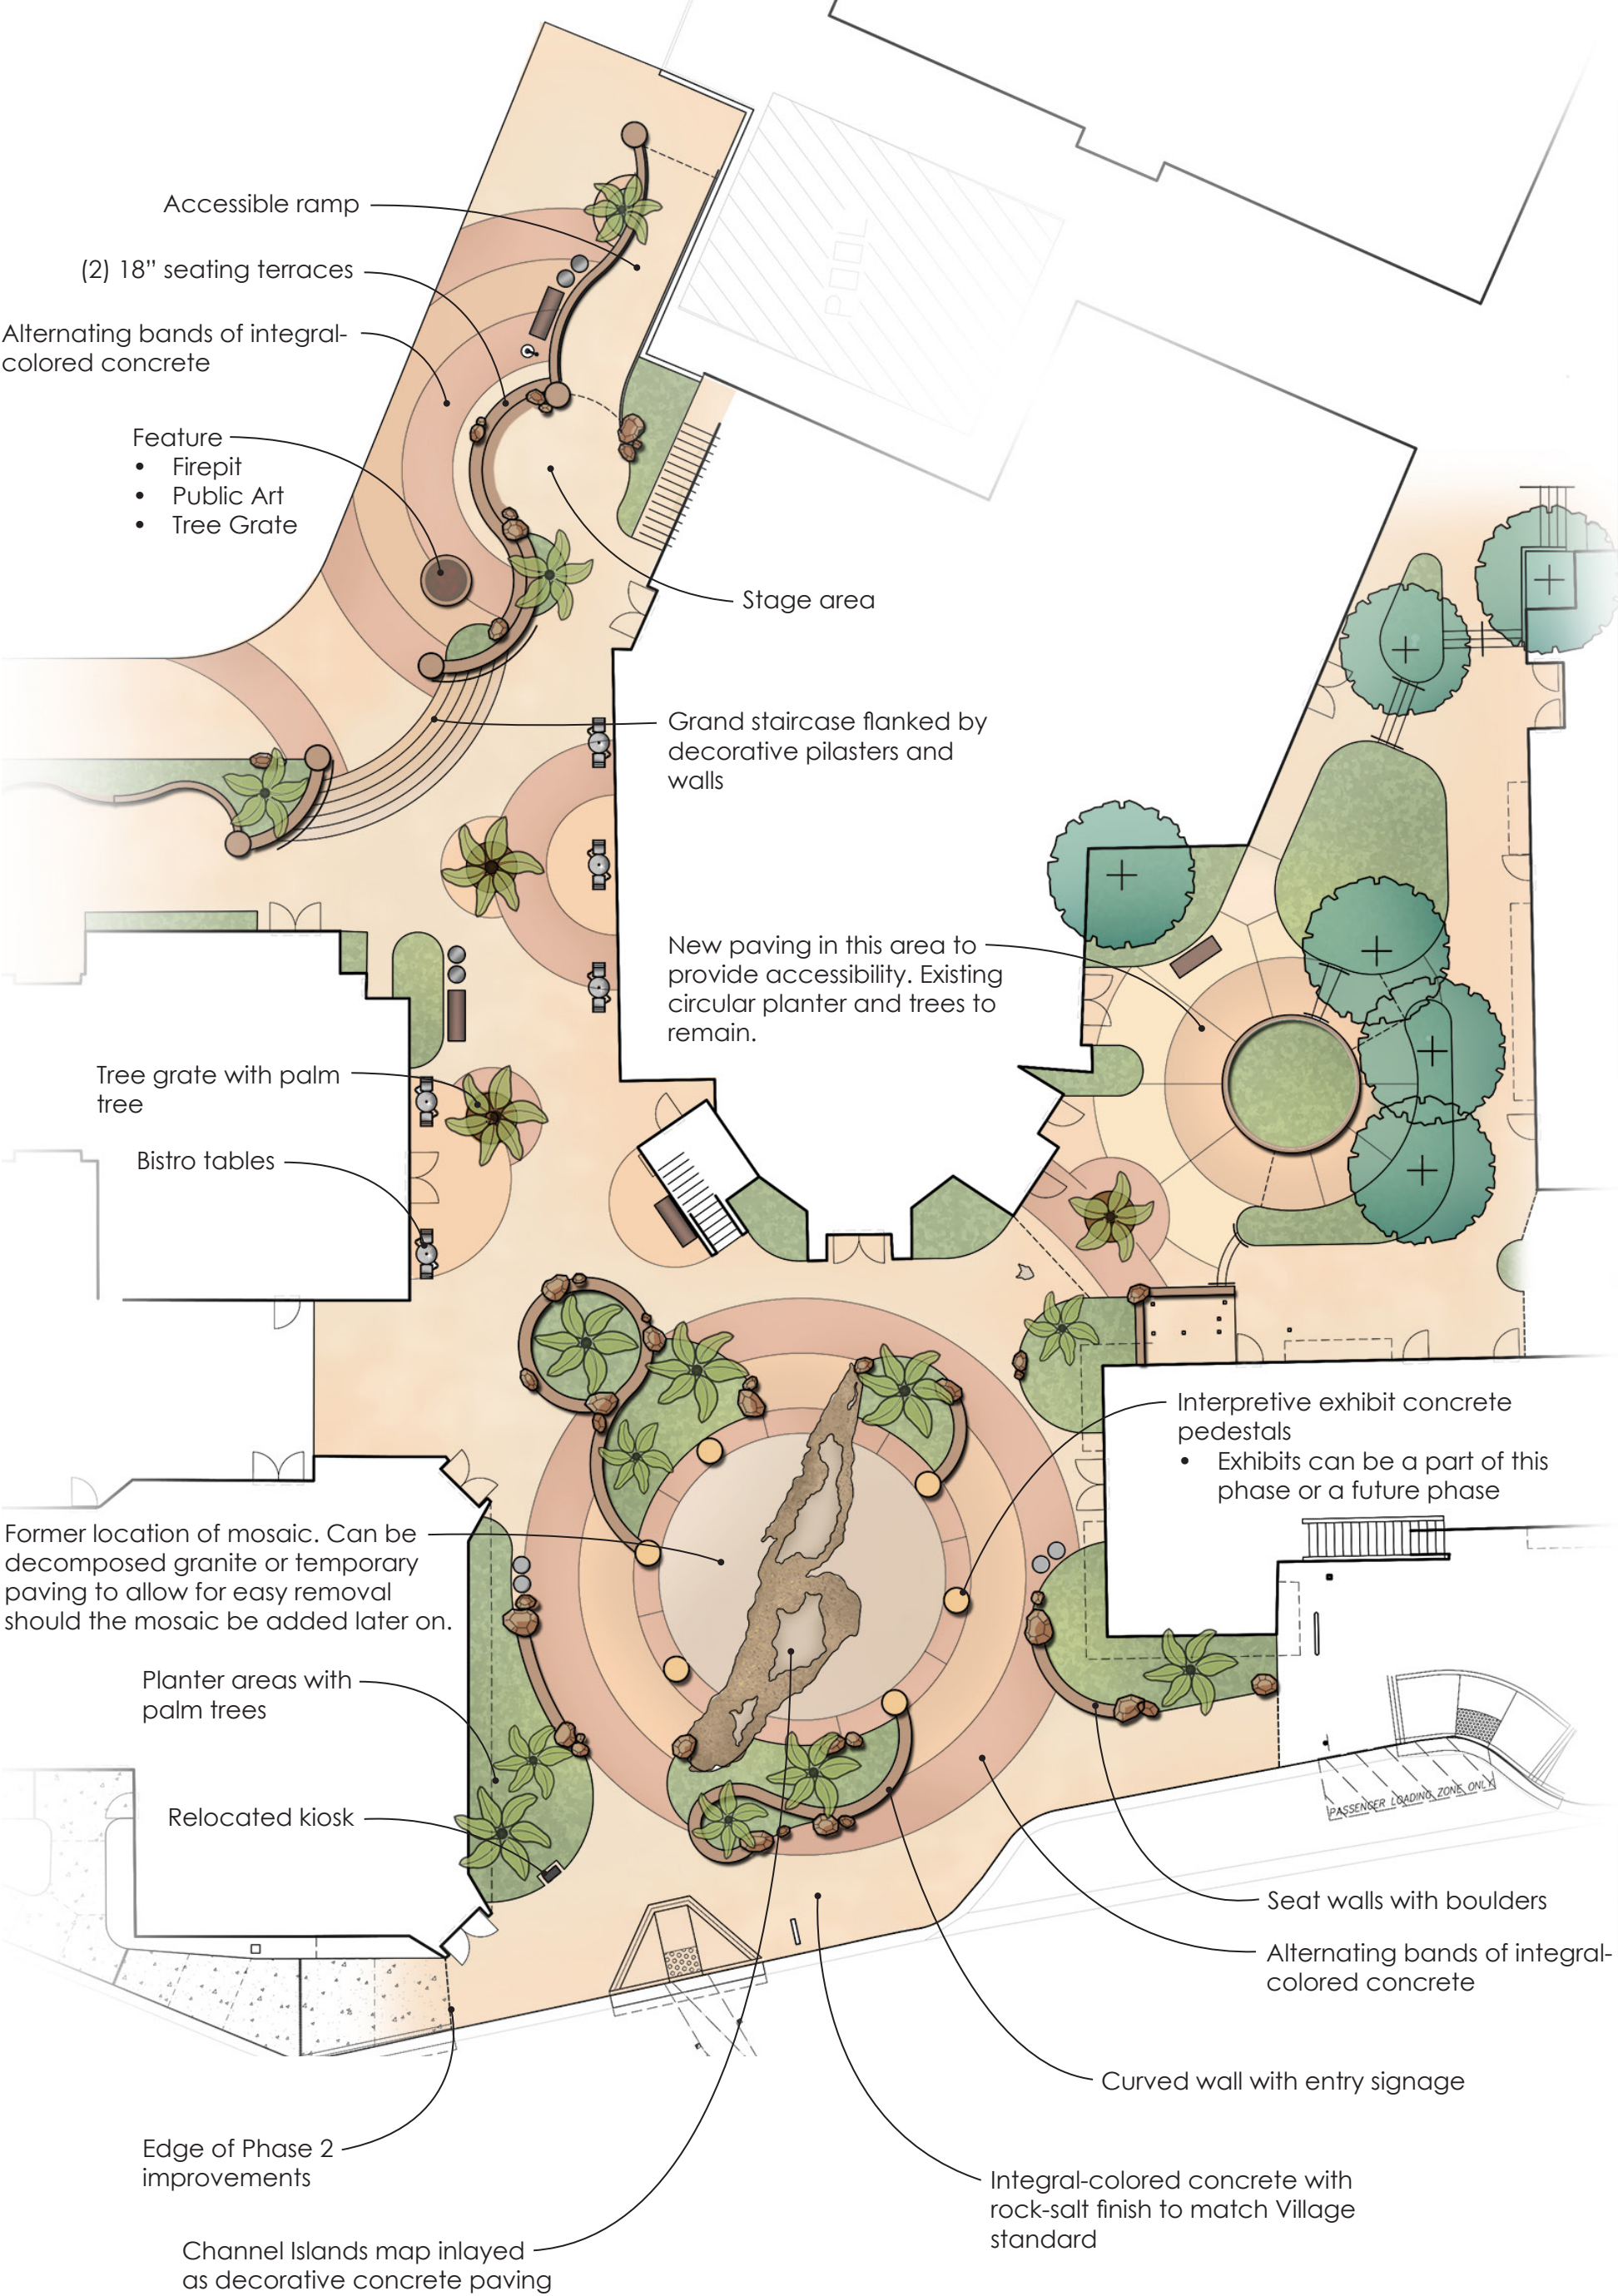 POOL
Accessible ramp
(2) 18” seating terraces
Alternating bands of integral-
colored concrete
Feature
• Firepit
• Public Art
• Tree Grate
Stage area
Grand staircase flanked by
decorative pilasters and
walls
New paving in this area to
provide accessibility. Existing
circular planter and trees to
remain.
Tree grate with palm
tree
Bistro tables
Interpretive exhibit concrete
pedestals
• Exhibits can be a part of this
phase or a future phase
Former location of mosaic. Can be
decomposed granite or temporary
paving to allow for easy removal
should the mosaic be added later on.
Planter areas with
palm trees
PASSENGER LOADING ZONE ONLY
Relocated kiosk
Seat walls with boulders
Alternating bands of integral-
colored concrete
Curved wall with entry signage
Edge of Phase 2
improvements
Integral-colored concrete with
rock-salt finish to match Village
standard
Channel Islands map inlayed
as decorative concrete paving